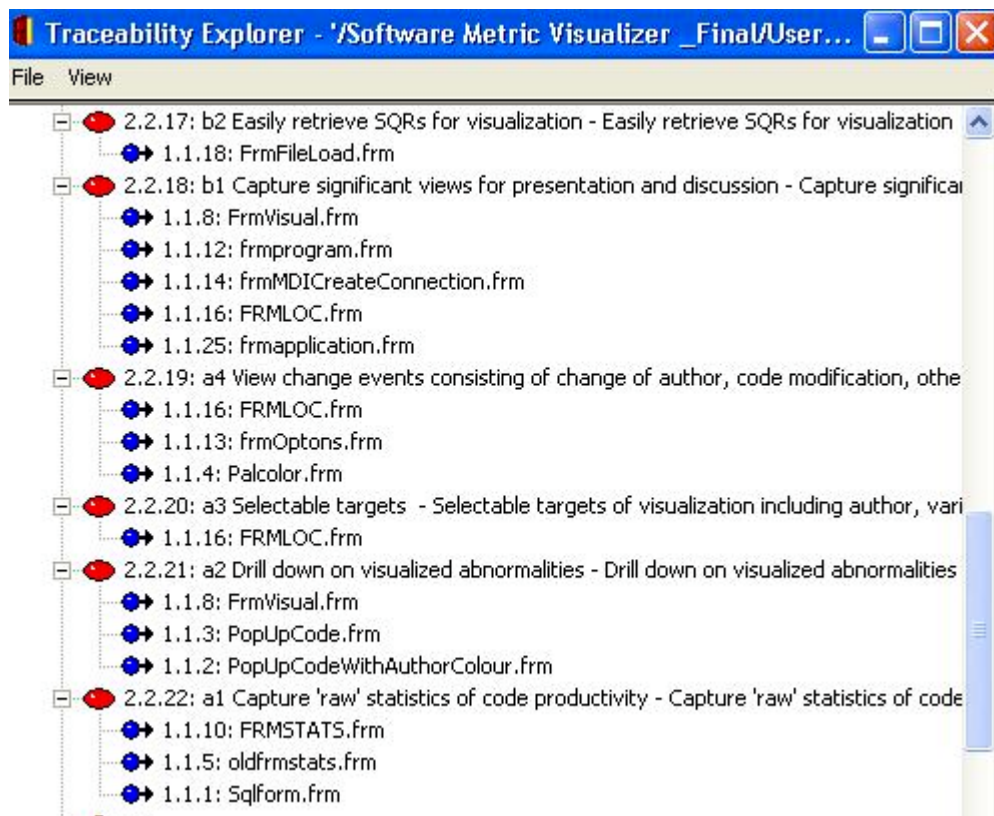 Traceability Explorer - '/Software Metric Visualizer _Final/User...
File View
2.2.17: b2 Easily retrieve SQRs for visualization - Easily retrieve SQRs for visualization
1.1.18: FrmFileLoad.frm
2.2.18: b1 Capture significant views for presentation and discussion - Capture significa
1.1.8: FrmVisual.frm
1.1.12: frmprogram.frm
1.1.14: frmMDICreateConnection.frm
1.1.16: FRMLOC.frm
1.1.25: frmapplication.frm
2.2.19: a4 View change events consisting of change of author, code modification, othe
1.1.16: FRMLOC.frm
1.1.13: frmOptons.frm
1.1.4: Palcolor.frm
2.2.20: a3 Selectable targets - Selectable targets of visualization including author, vari
1.1.16: FRMLOC.frm
2.2.21: a2 Drill down on visualized abnormalities - Drill down on visualized abnormalities
1.1.8: FrmVisual.frm
1.1.3: PopUpCode.frm
1.1.2: PopUpCodeWithAuthorColour.frm
2.2.22: a1 Capture 'raw' statistics of code productivity - Capture 'raw' statistics of code
1.1.10: FRMSTATS.frm
1.1.5: oldfrmstats.frm
1.1.1: Sqlform.frm